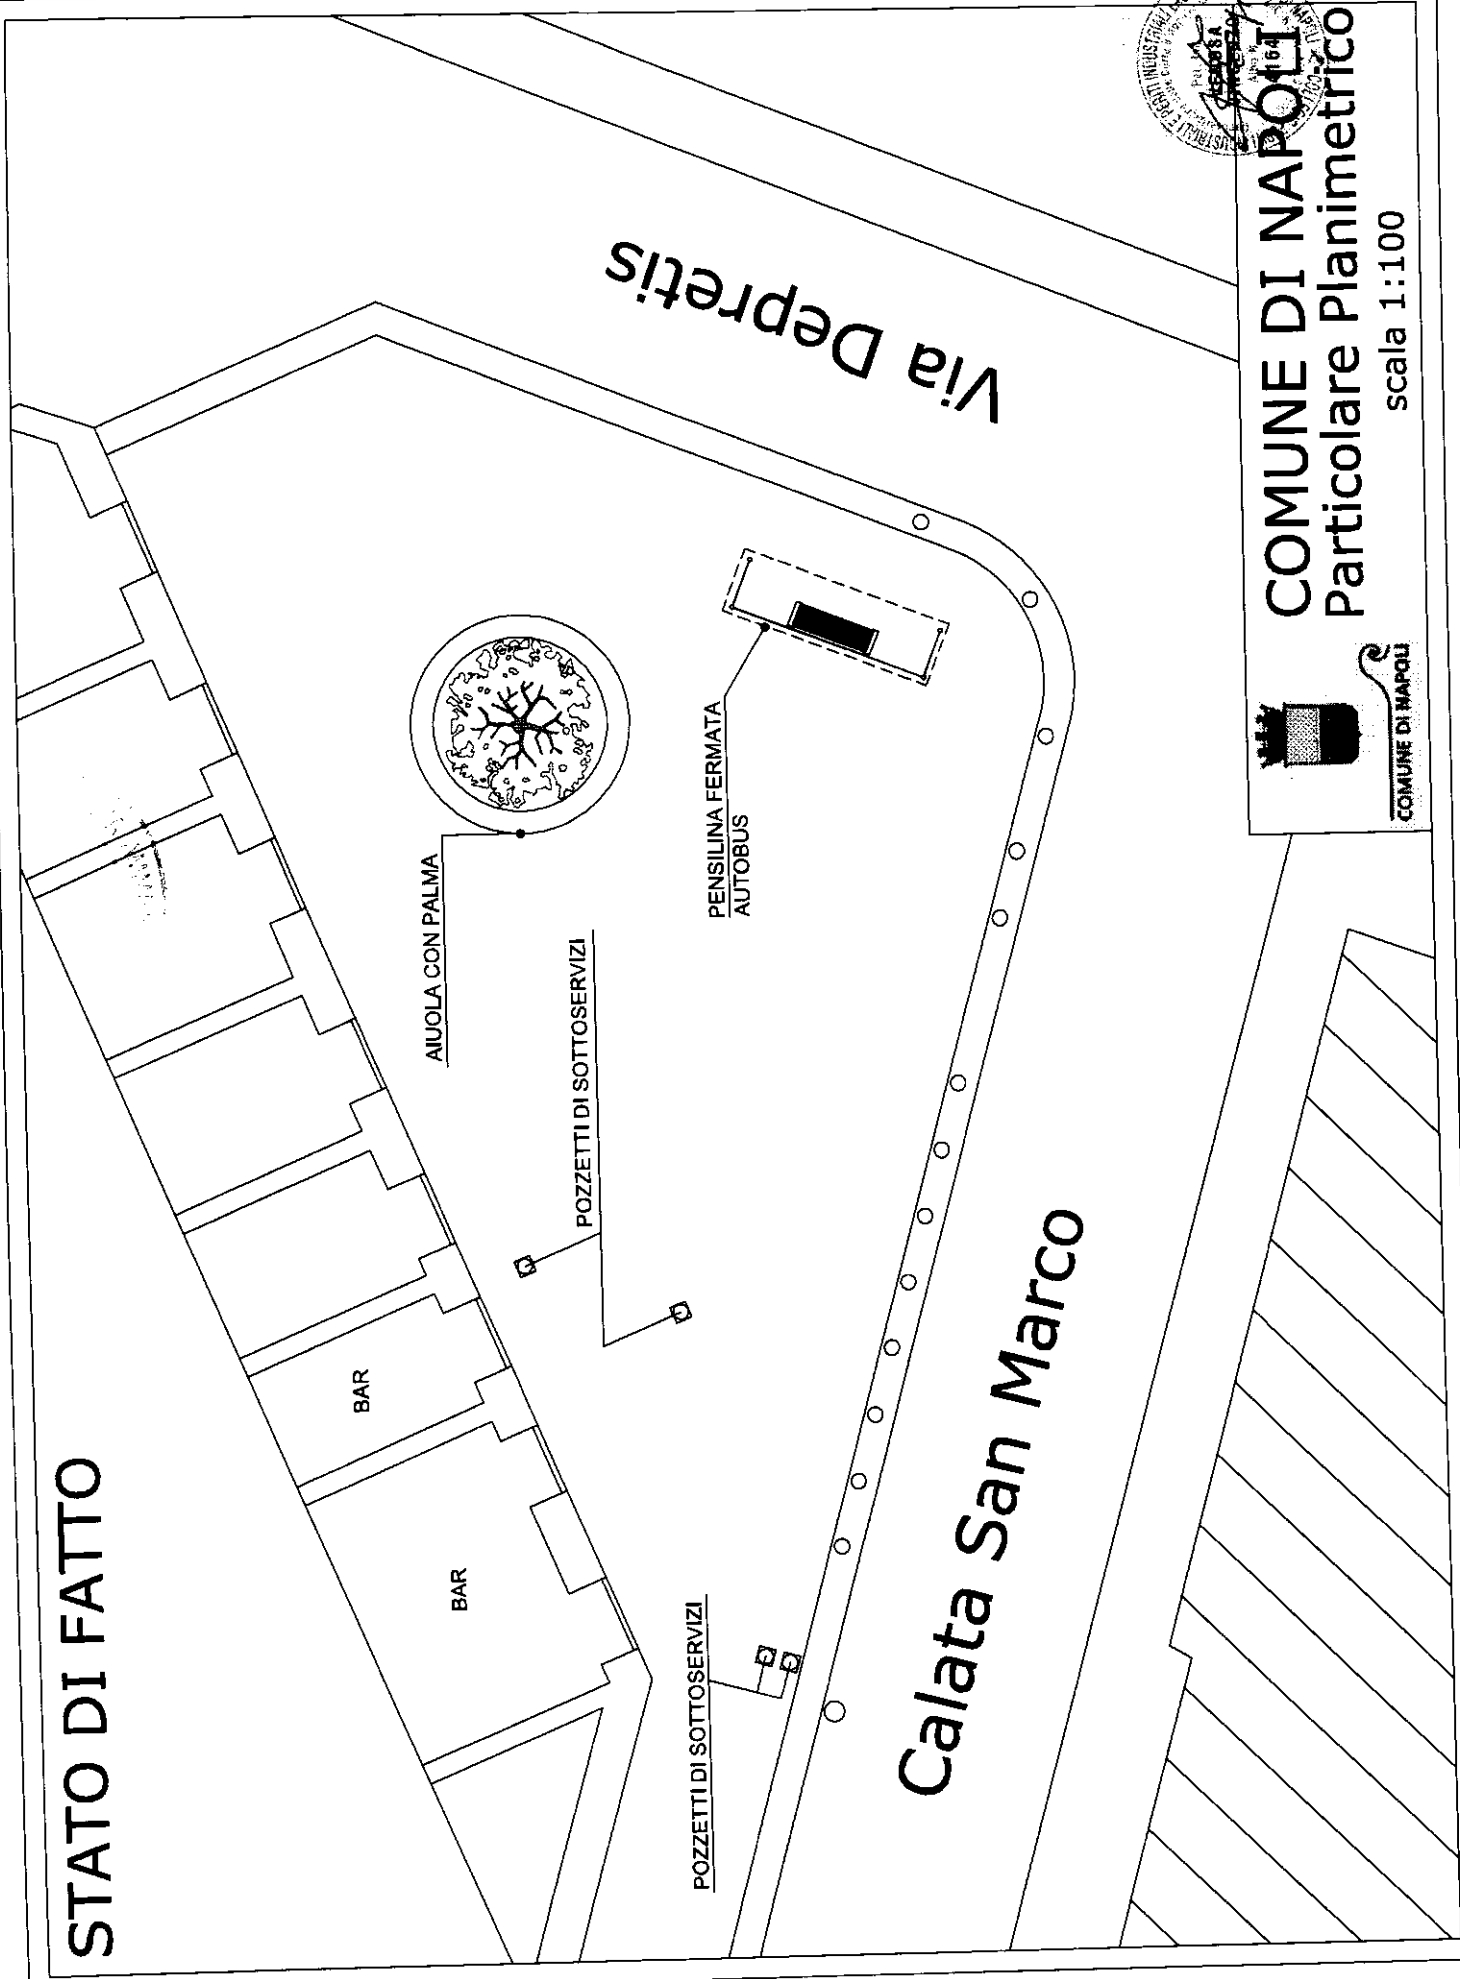 STATO DI FATTO
BAR
BAR
AIUOLA CON PALMA
POZZETTI DI SOTTOSERVIZI
POZZETTI DI SOTTOSERVIZI
PENSILINA FERMATA
AUTOBUS
Via Depretis
Calata San Marco
COMUNE DI NAPOLI
Particolare Planimetrico
scala 1:100
COMUNE DI NAPOLI